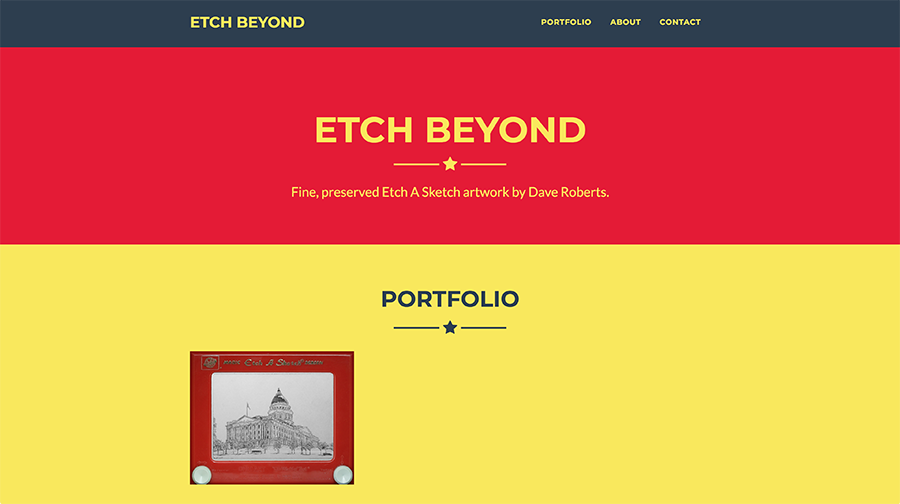 ETCH BEYOND
PORTFOLIO ABOUT CONTACT
ETCH BEYOND
Fine, preserved Etch A Sketch artwork by Dave Roberts.
PORTFOLIO
Etch A Sketch